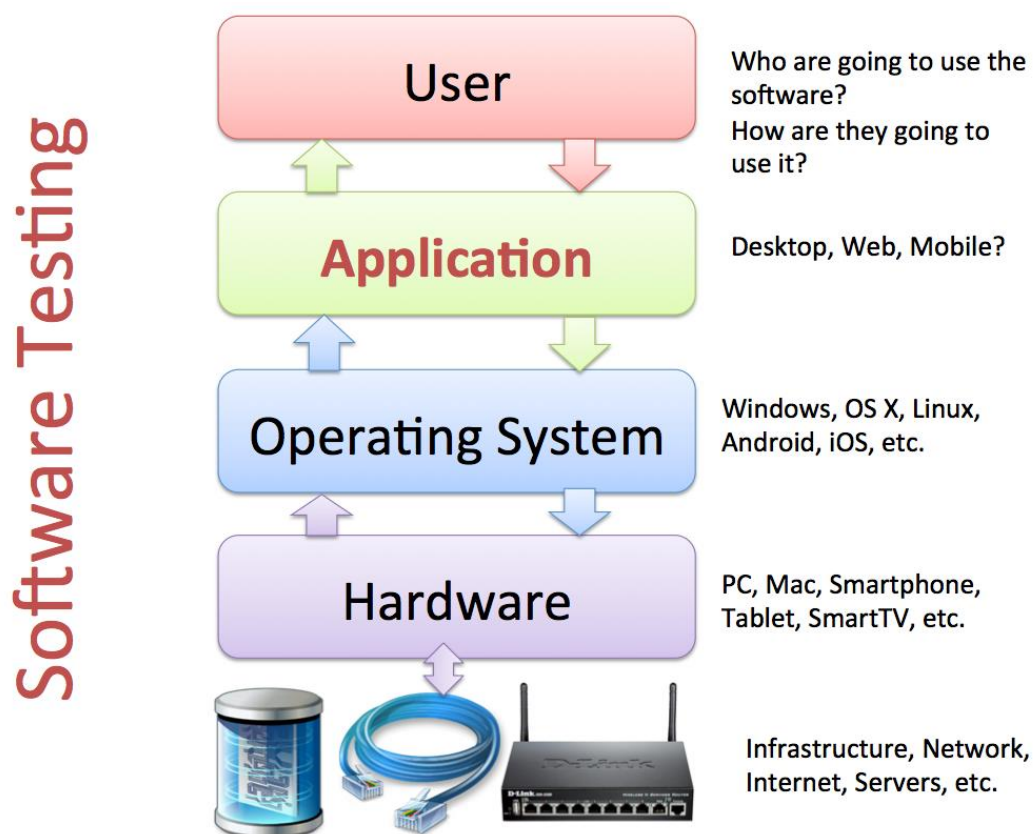 Software Testing
User
Who are going to use the
software?
How are they going to
use it?
Application
Desktop, Web, Mobile?
Operating System
Windows, OS X, Linux,
Android, iOS, etc.
Hardware
PC, Mac, Smartphone,
Tablet, SmartTV, etc.
D-Link
D-Link
Infrastructure, Network,
Internet, Servers, etc.